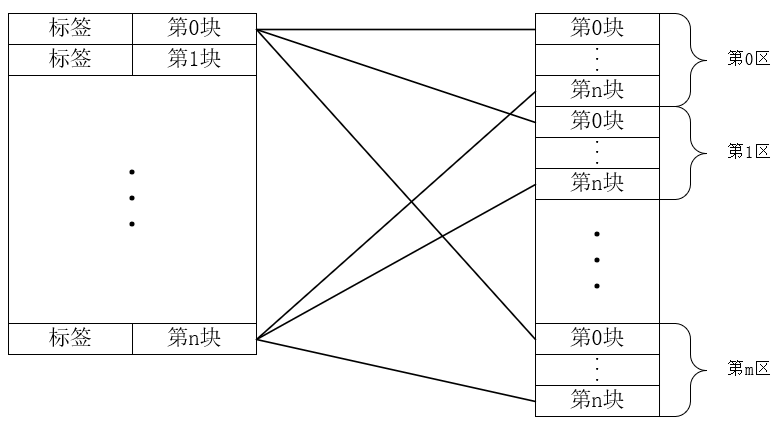 标签 第0块
标签 第1块
标签 第n块
第0块
第n块
第0块
第n块
第0块
第n块
第0区
第1区
第m区